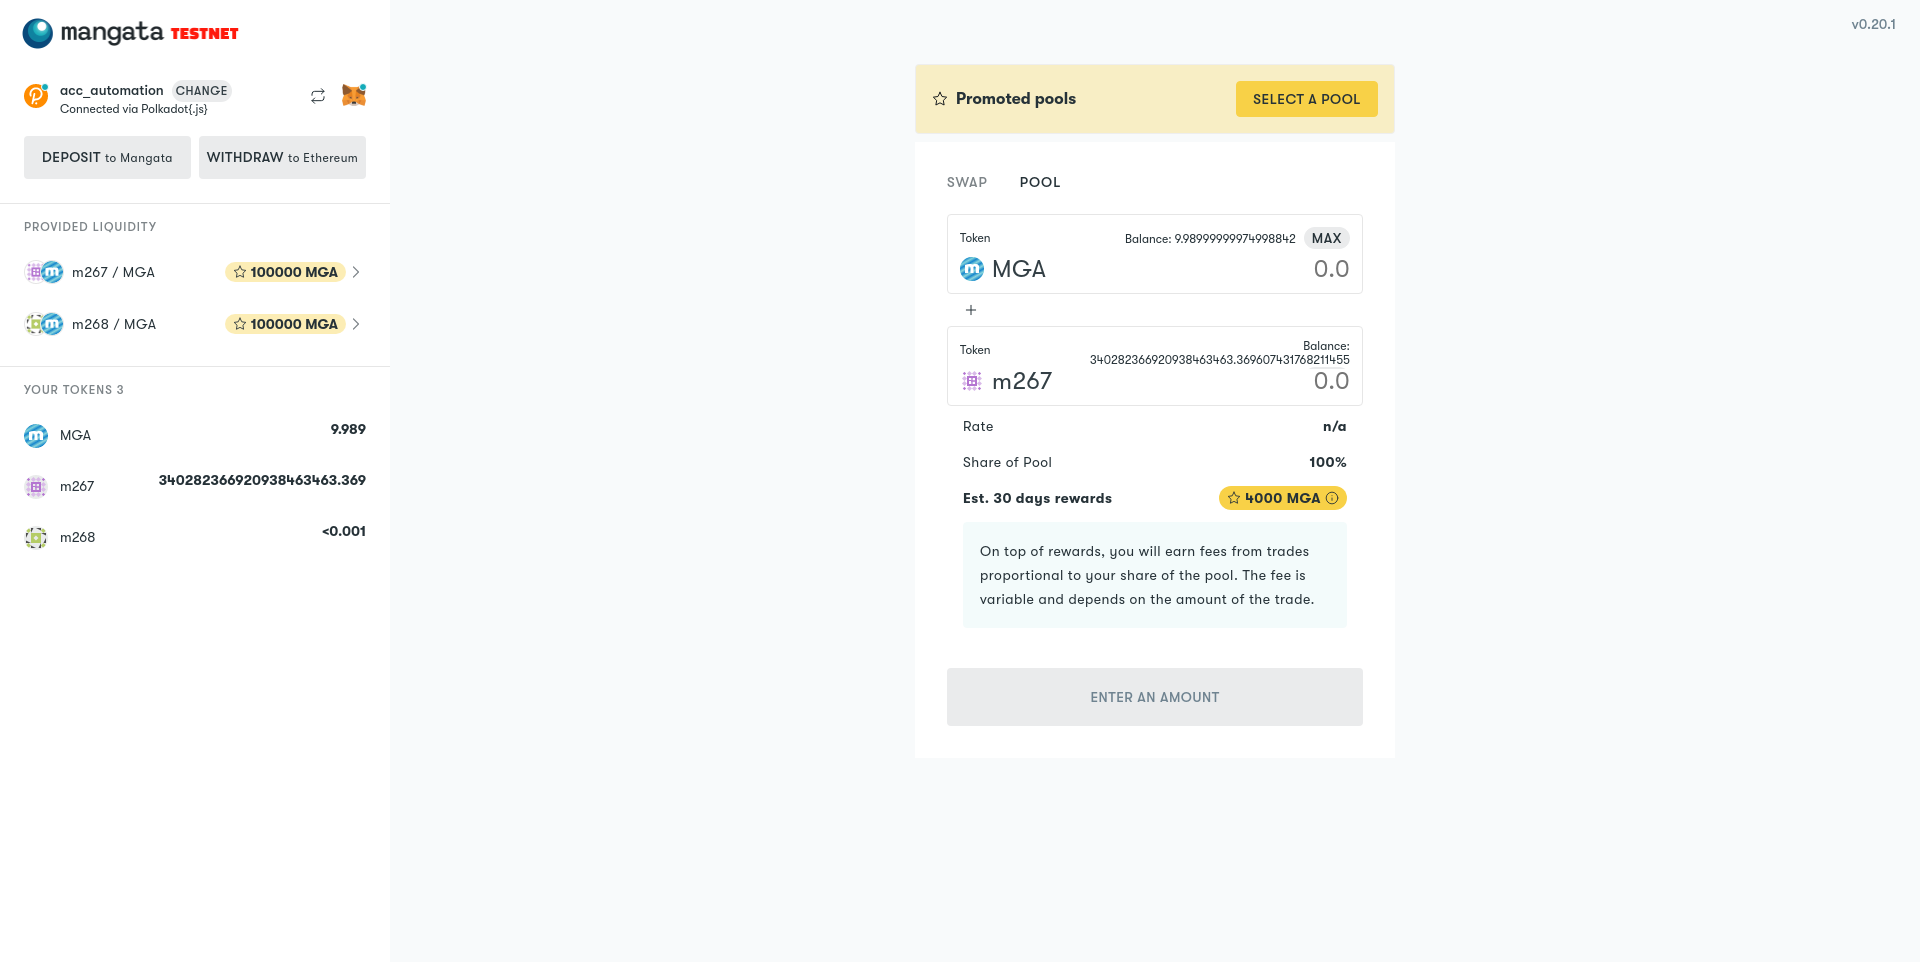 mangata TESTNET
v0.20.1
acc_automation CHANGE
Connected via Polkadot{.js}
DEPOSIT to Mangata
WITHDRAW to Ethereum
PROVIDED LIQUIDITY
m267 / MGA 100000 MGA
m268 / MGA 100000 MGA
YOUR TOKENS 3
MGA 9.989
m267 340282366920938463463.369
m268 <0.001
Promoted pools SELECT A POOL
SWAP POOL
Token Balance: 9.98999999974998842 MAX
MGA 0.0
Token Balance:
340282366920938463463.369607431768211455
m267 0.0
Rate n/a
Share of Pool 100%
Est. 30 days rewards 4000 MGA
On top of rewards, you will earn fees from trades
proportional to your share of the pool. The fee is
variable and depends on the amount of the trade.
ENTER AN AMOUNT